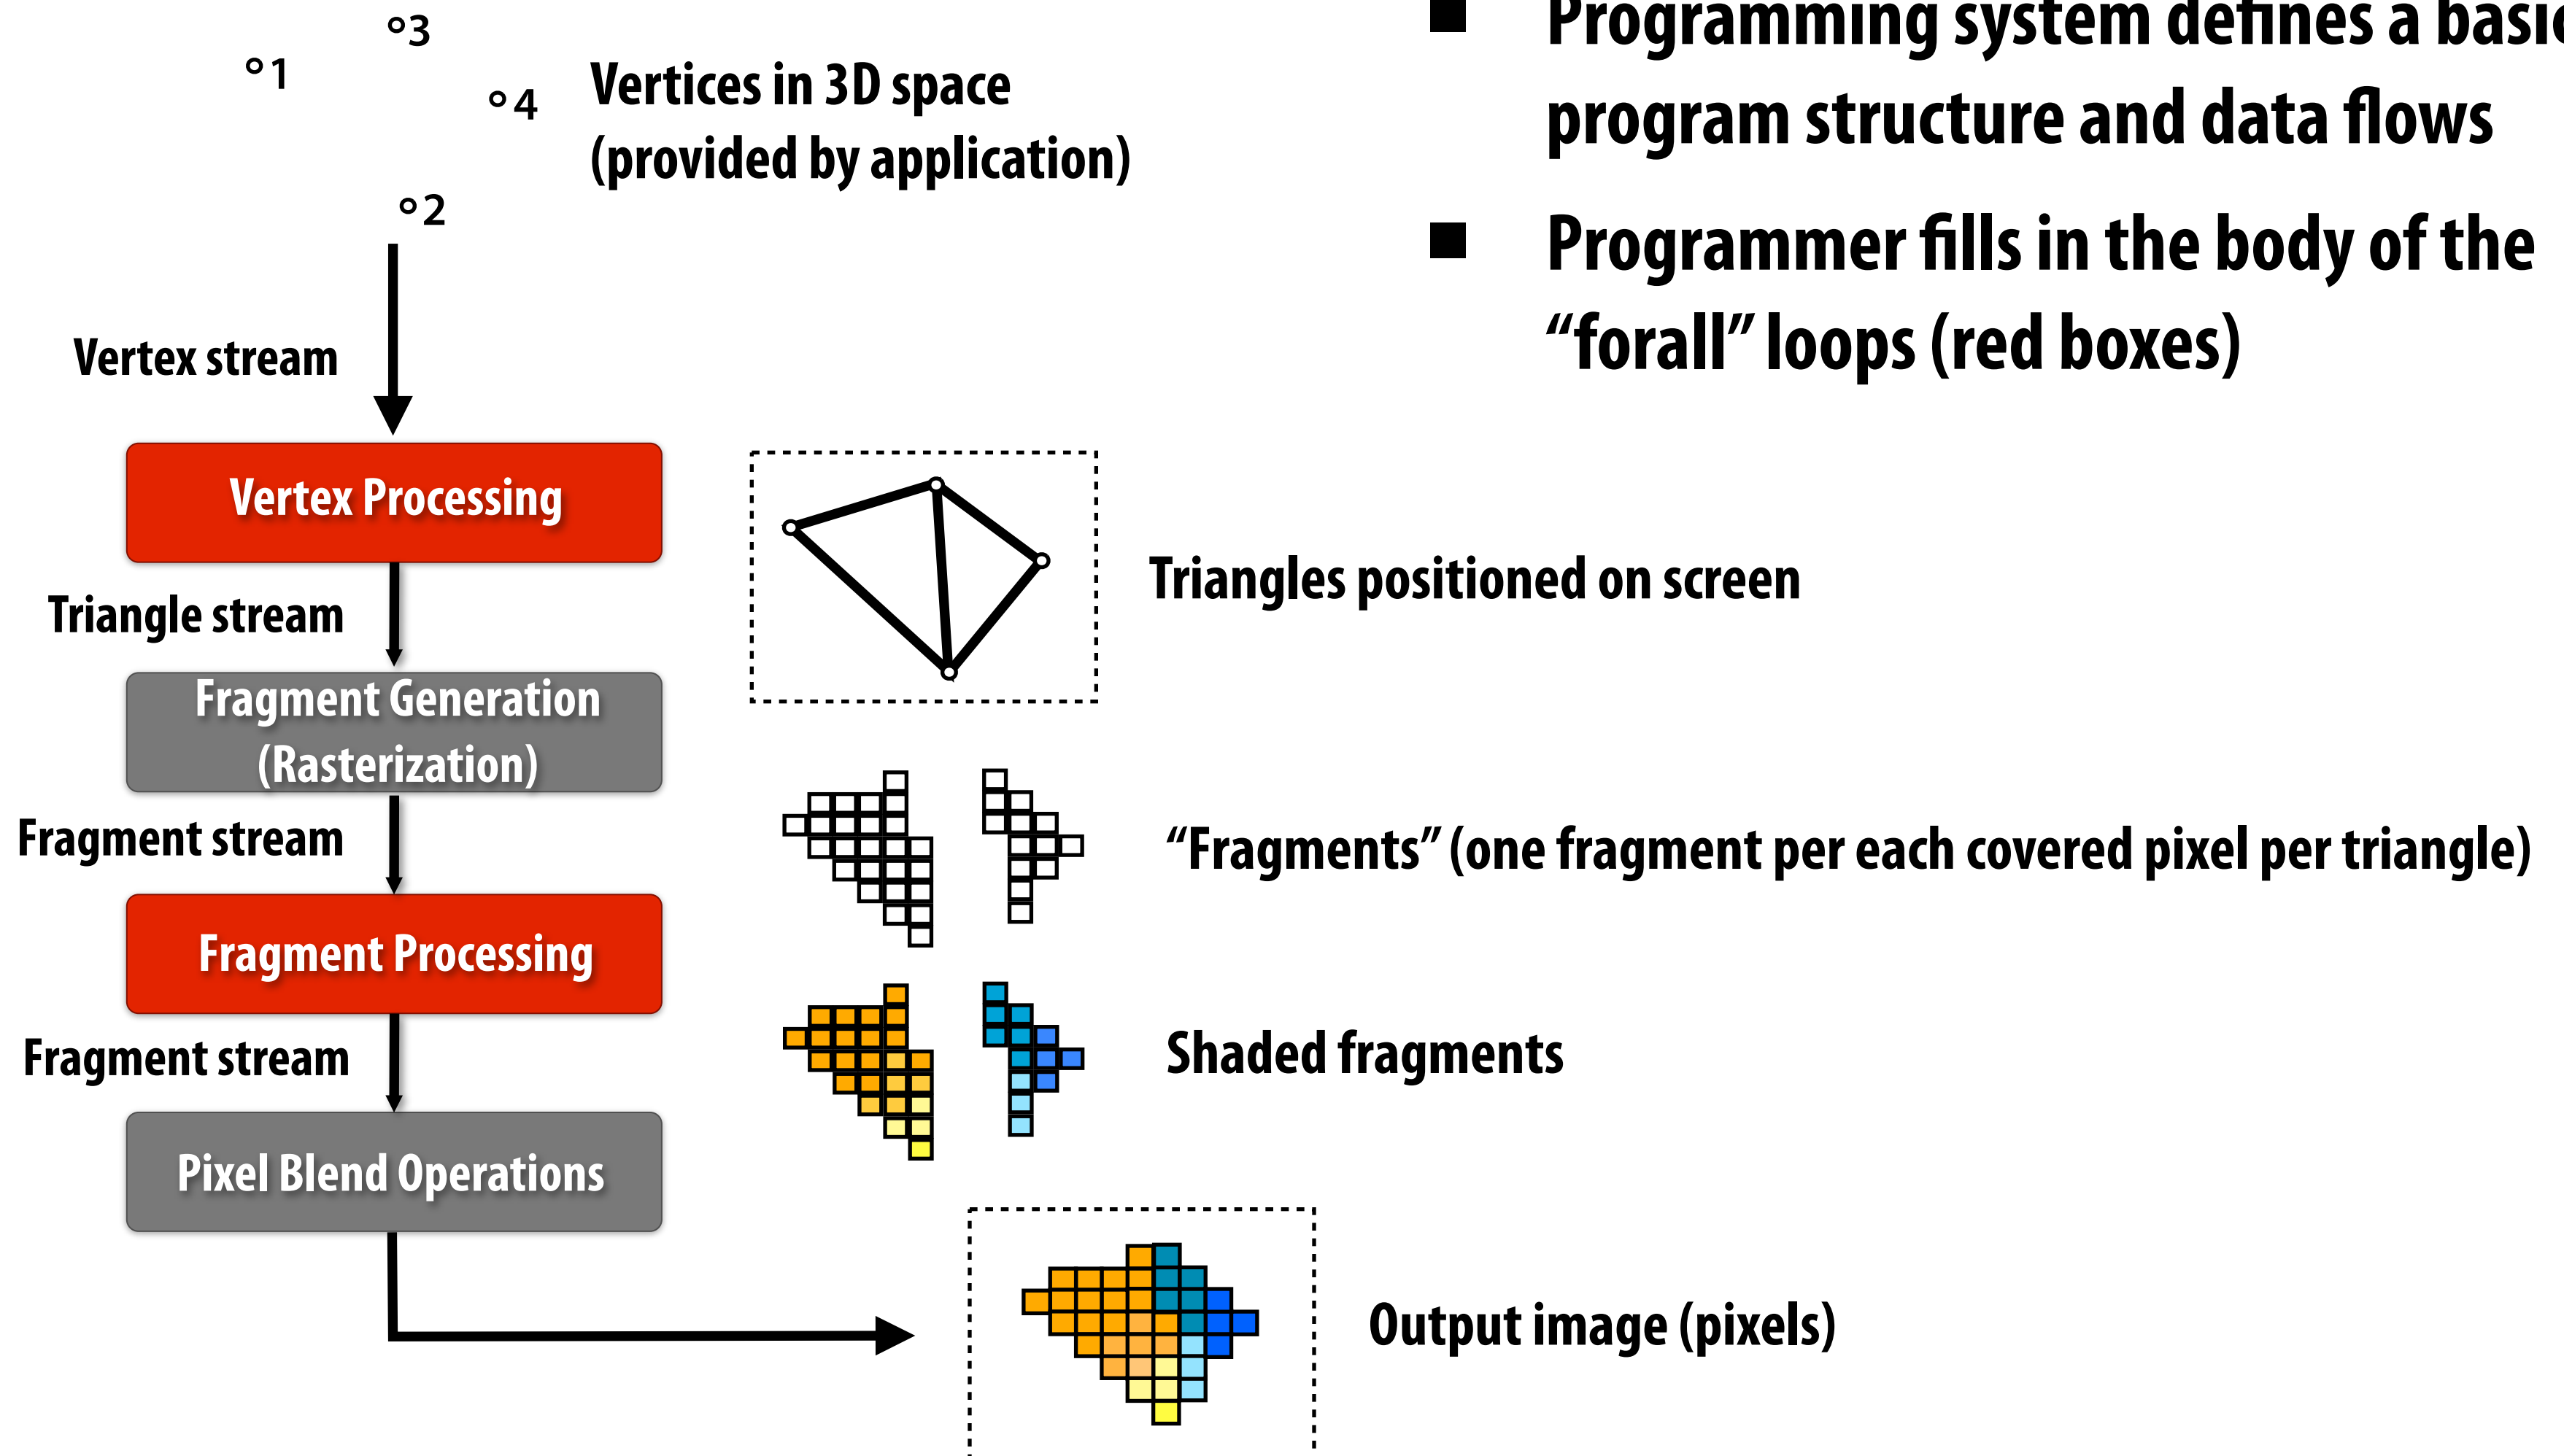 Programming system defines a basic
program structure and data flows
Programmer fills in the body of the
“forall” loops (red boxes)
3
1
4
2
Vertices in 3D space
(provided by application)
Vertex stream
Vertex Processing
Triangle stream
Triangles positioned on screen
Fragment Generation
(Rasterization)
Fragment stream
“Fragments” (one fragment per each covered pixel per triangle)
Fragment Processing
Fragment stream
Shaded fragments
Pixel Blend Operations
Output image (pixels)